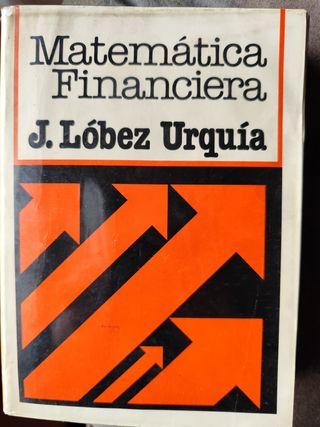 Matemática
Financiera
J. Lóbez Urquía